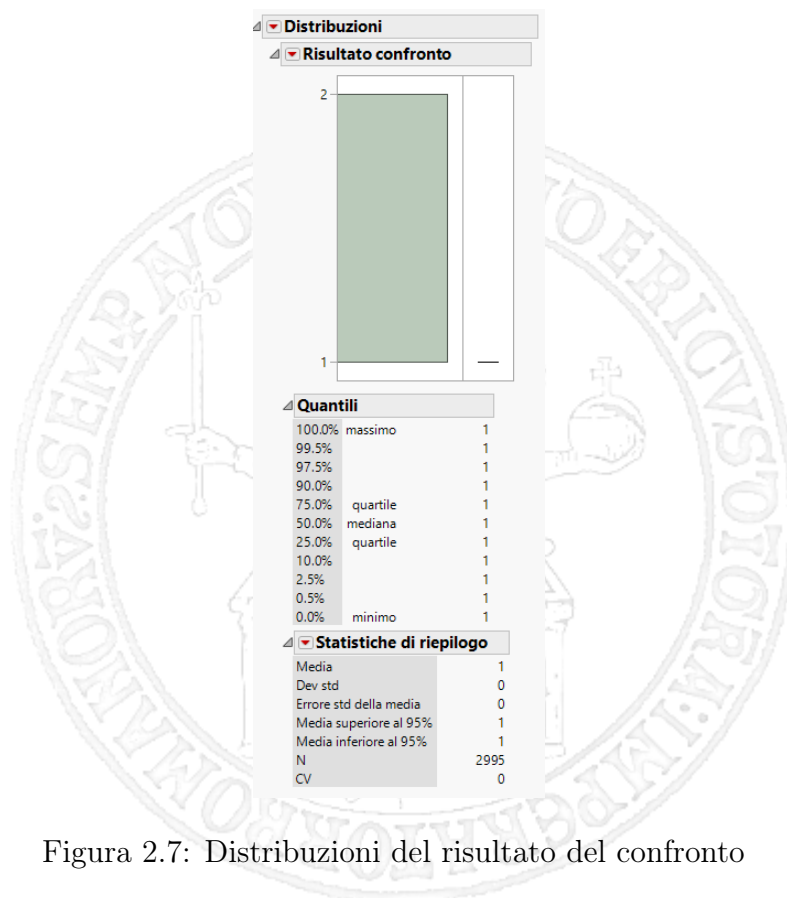 Distribuzioni
Risultato confronto
2
1
Quantili
100.0% massimo 1
99.5% 1
97.5% 1
90.0% 1
75.0% quartile 1
50.0% mediana 1
25.0% quartile 1
10.0% 1
2.5% 1
0.5% 1
0.0% minimo 1
Statistiche di riepilogo
Media 1
Dev std 0
Errore std della media 0
Media superiore al 95% 1
Media inferiore al 95% 1
N 2995
CV 0
Figura 2.7: Distribuzioni del risultato del confronto